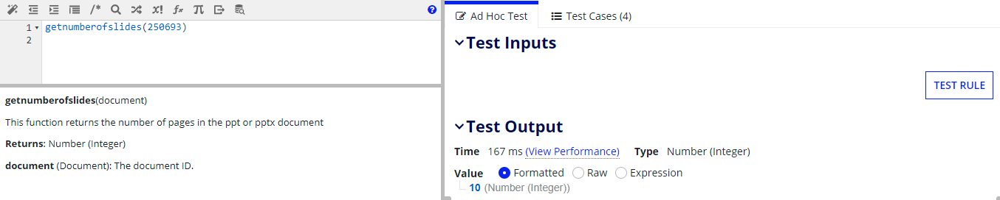 /*
x!
fx
π
?
1 getnumberofslides(250693)
2
getnumberofslides(document)
This function returns the number of pages in the ppt or pptx document
Returns: Number (Integer)
document (Document): The document ID.
Ad Hoc Test
Test Cases (4)
Test Inputs
TEST RULE
Test Output
Time 167 ms (View Performance) Type Number (Integer)
Value Formatted Raw Expression
10 (Number (Integer))